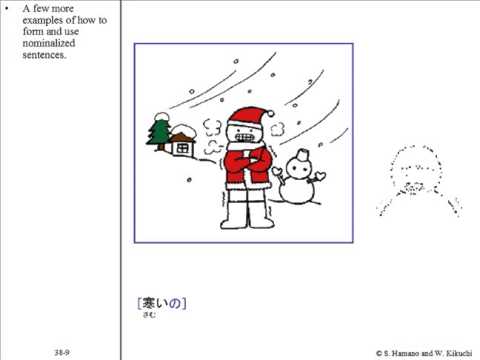 • A few more
examples of how to
form and use
nominalized
sentences.
[寒いの]
さむ
38-9
© S. Hamano and W. Kikuchi